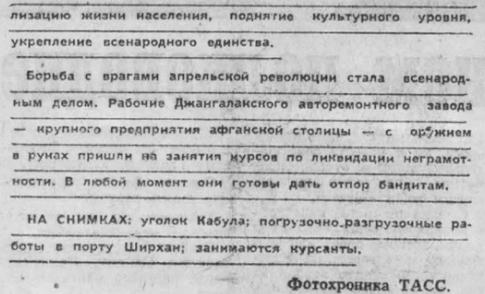 лизацию жизни населения, поднятие культурного уровня,
укрепление всенародного единства.
Борьба с врагами апрельской революции стала всенарод-
ным делом. Рабочие Джангалакского авторемонтного завода
— крупного предприятия афганской столицы — с оружием
в руках пришли на занятия курсов по ликвидации неграмот-
ности. В любой момент они готовы дать отпор бандитам.
НА СНИМКАХ: уголок Кабула; погрузочно-разгрузочные ра-
боты в порту Ширхан; занимаются курсанты.
Фотохроника ТАСС.